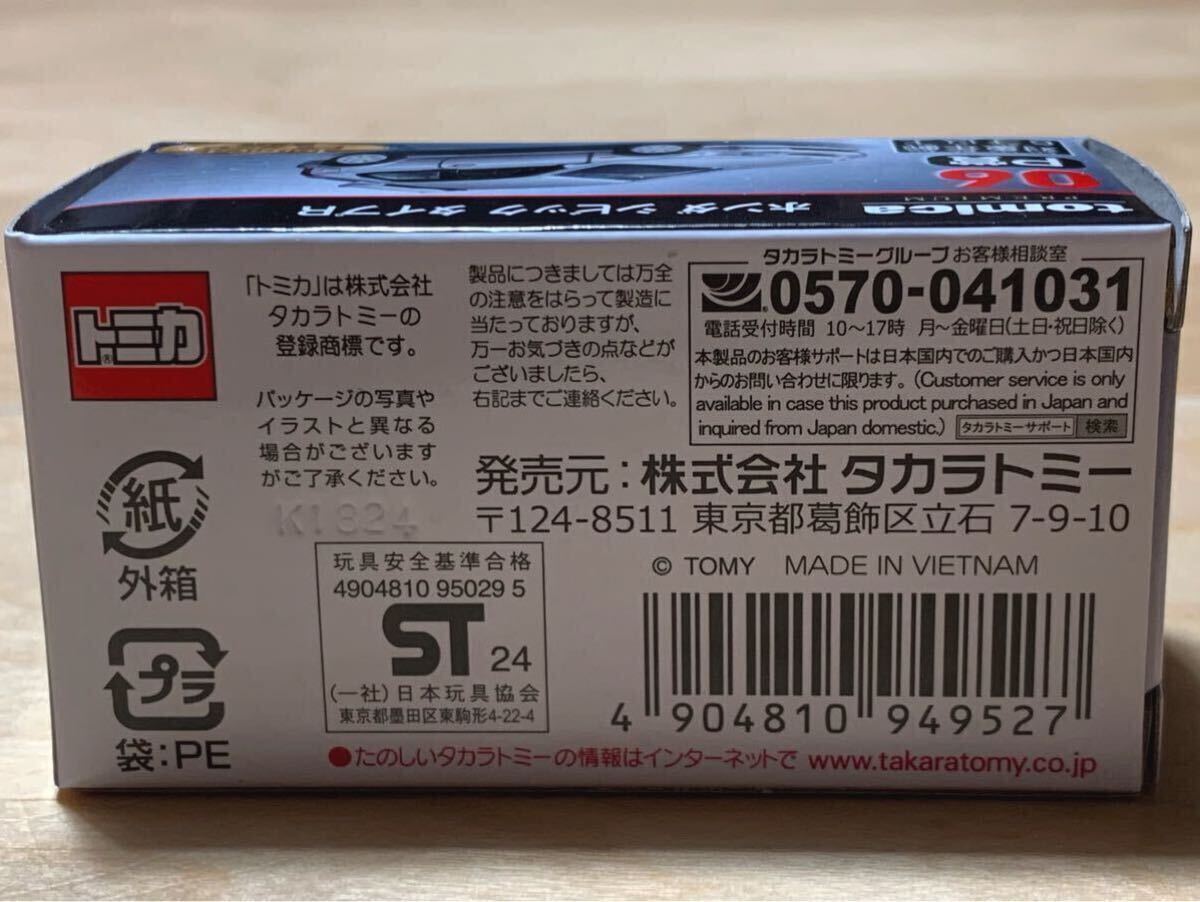 ホンダ シビック タイプR
tomica
PREMIUM
06
トミカ
®
「トミカ」は株式会社
タカラトミーの
登録商標です。
パッケージの写真や
イラストと異なる
場合がございます
がご了承ください。
製品につきましては万全
の注意をはらって製造に
当たっておりますが、
万一お気づきの点などが
ございましたら、
右記までご連絡ください。
タカラトミーグループ お客様相談室
0570-041031
電話受付時間 10〜17時 月〜金曜日(土日・祝日除く)
本製品のお客様サポートは日本国内でのご購入かつ日本国内
からのお問い合わせに限ります。(Customer service is only
available in case this product purchased in Japan and
inquired from Japan domestic.) タカラトミーサポート 検索
発売元：株式会社 タカラトミー
〒124-8511 東京都葛飾区立石 7-9-10
© TOMY MADE IN VIETNAM
紙
外箱
プラ
袋:PE
K1824
玩具安全基準合格
4904810 95029 5
ST 24
(一社)日本玩具協会
東京都墨田区東駒形4-22-4
4 904810 949527
●たのしいタカラトミーの情報はインターネットで www.takaratomy.co.jp